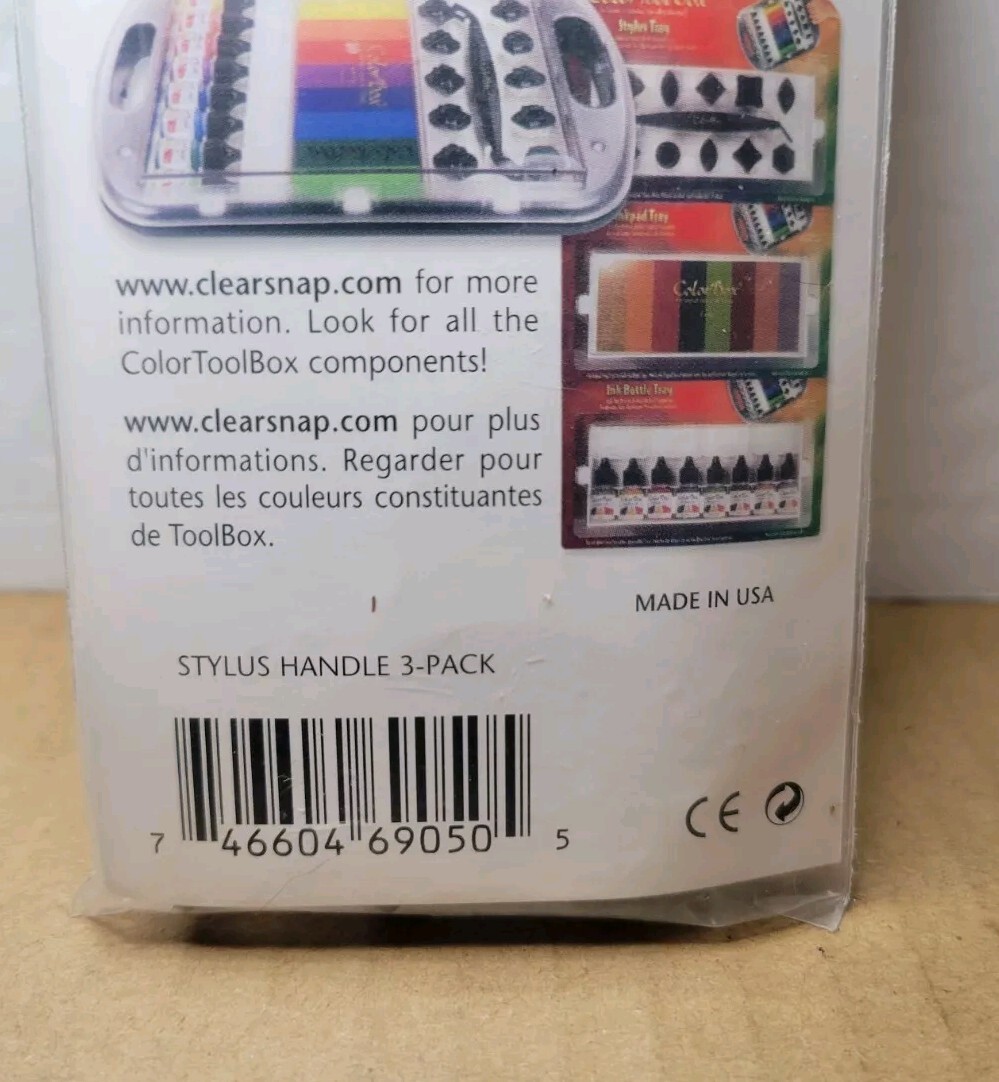 Stylus Tray
Inkpad Tray
ColorBox
Ink Bottle Tray
www.clearsnap.com for more
information. Look for all the
ColorToolBox components!
www.clearsnap.com pour plus
d'informations. Regarder pour
toutes les couleurs constituantes
de ToolBox.
MADE IN USA
STYLUS HANDLE 3-PACK
7 46604 69050 5
CE